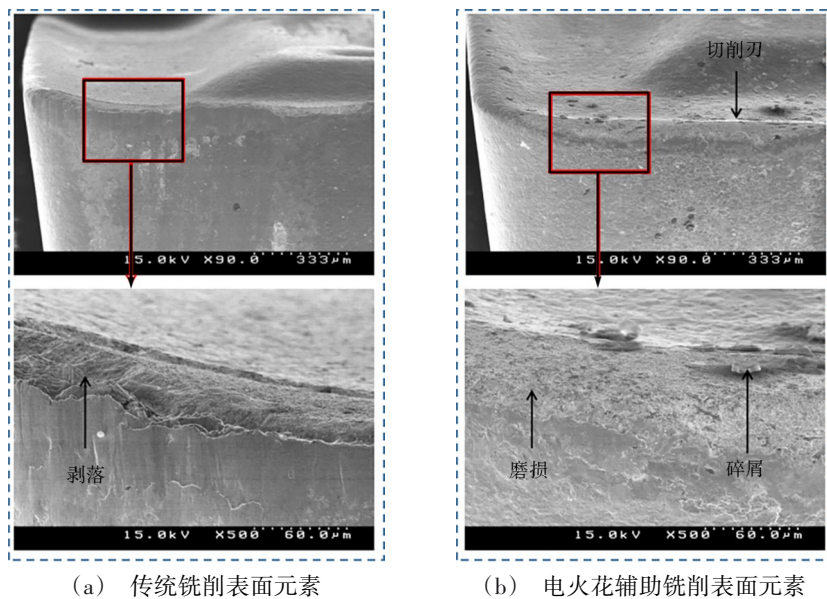 切削刃
15.0kV X90.0 333μm
15.0kV X90.0 333μm
剥落
磨损
碎屑
15.0kV X500 60.0μm
15.0kV X500 60.0μm
(a) 传统铣削表面元素
(b) 电火花辅助铣削表面元素